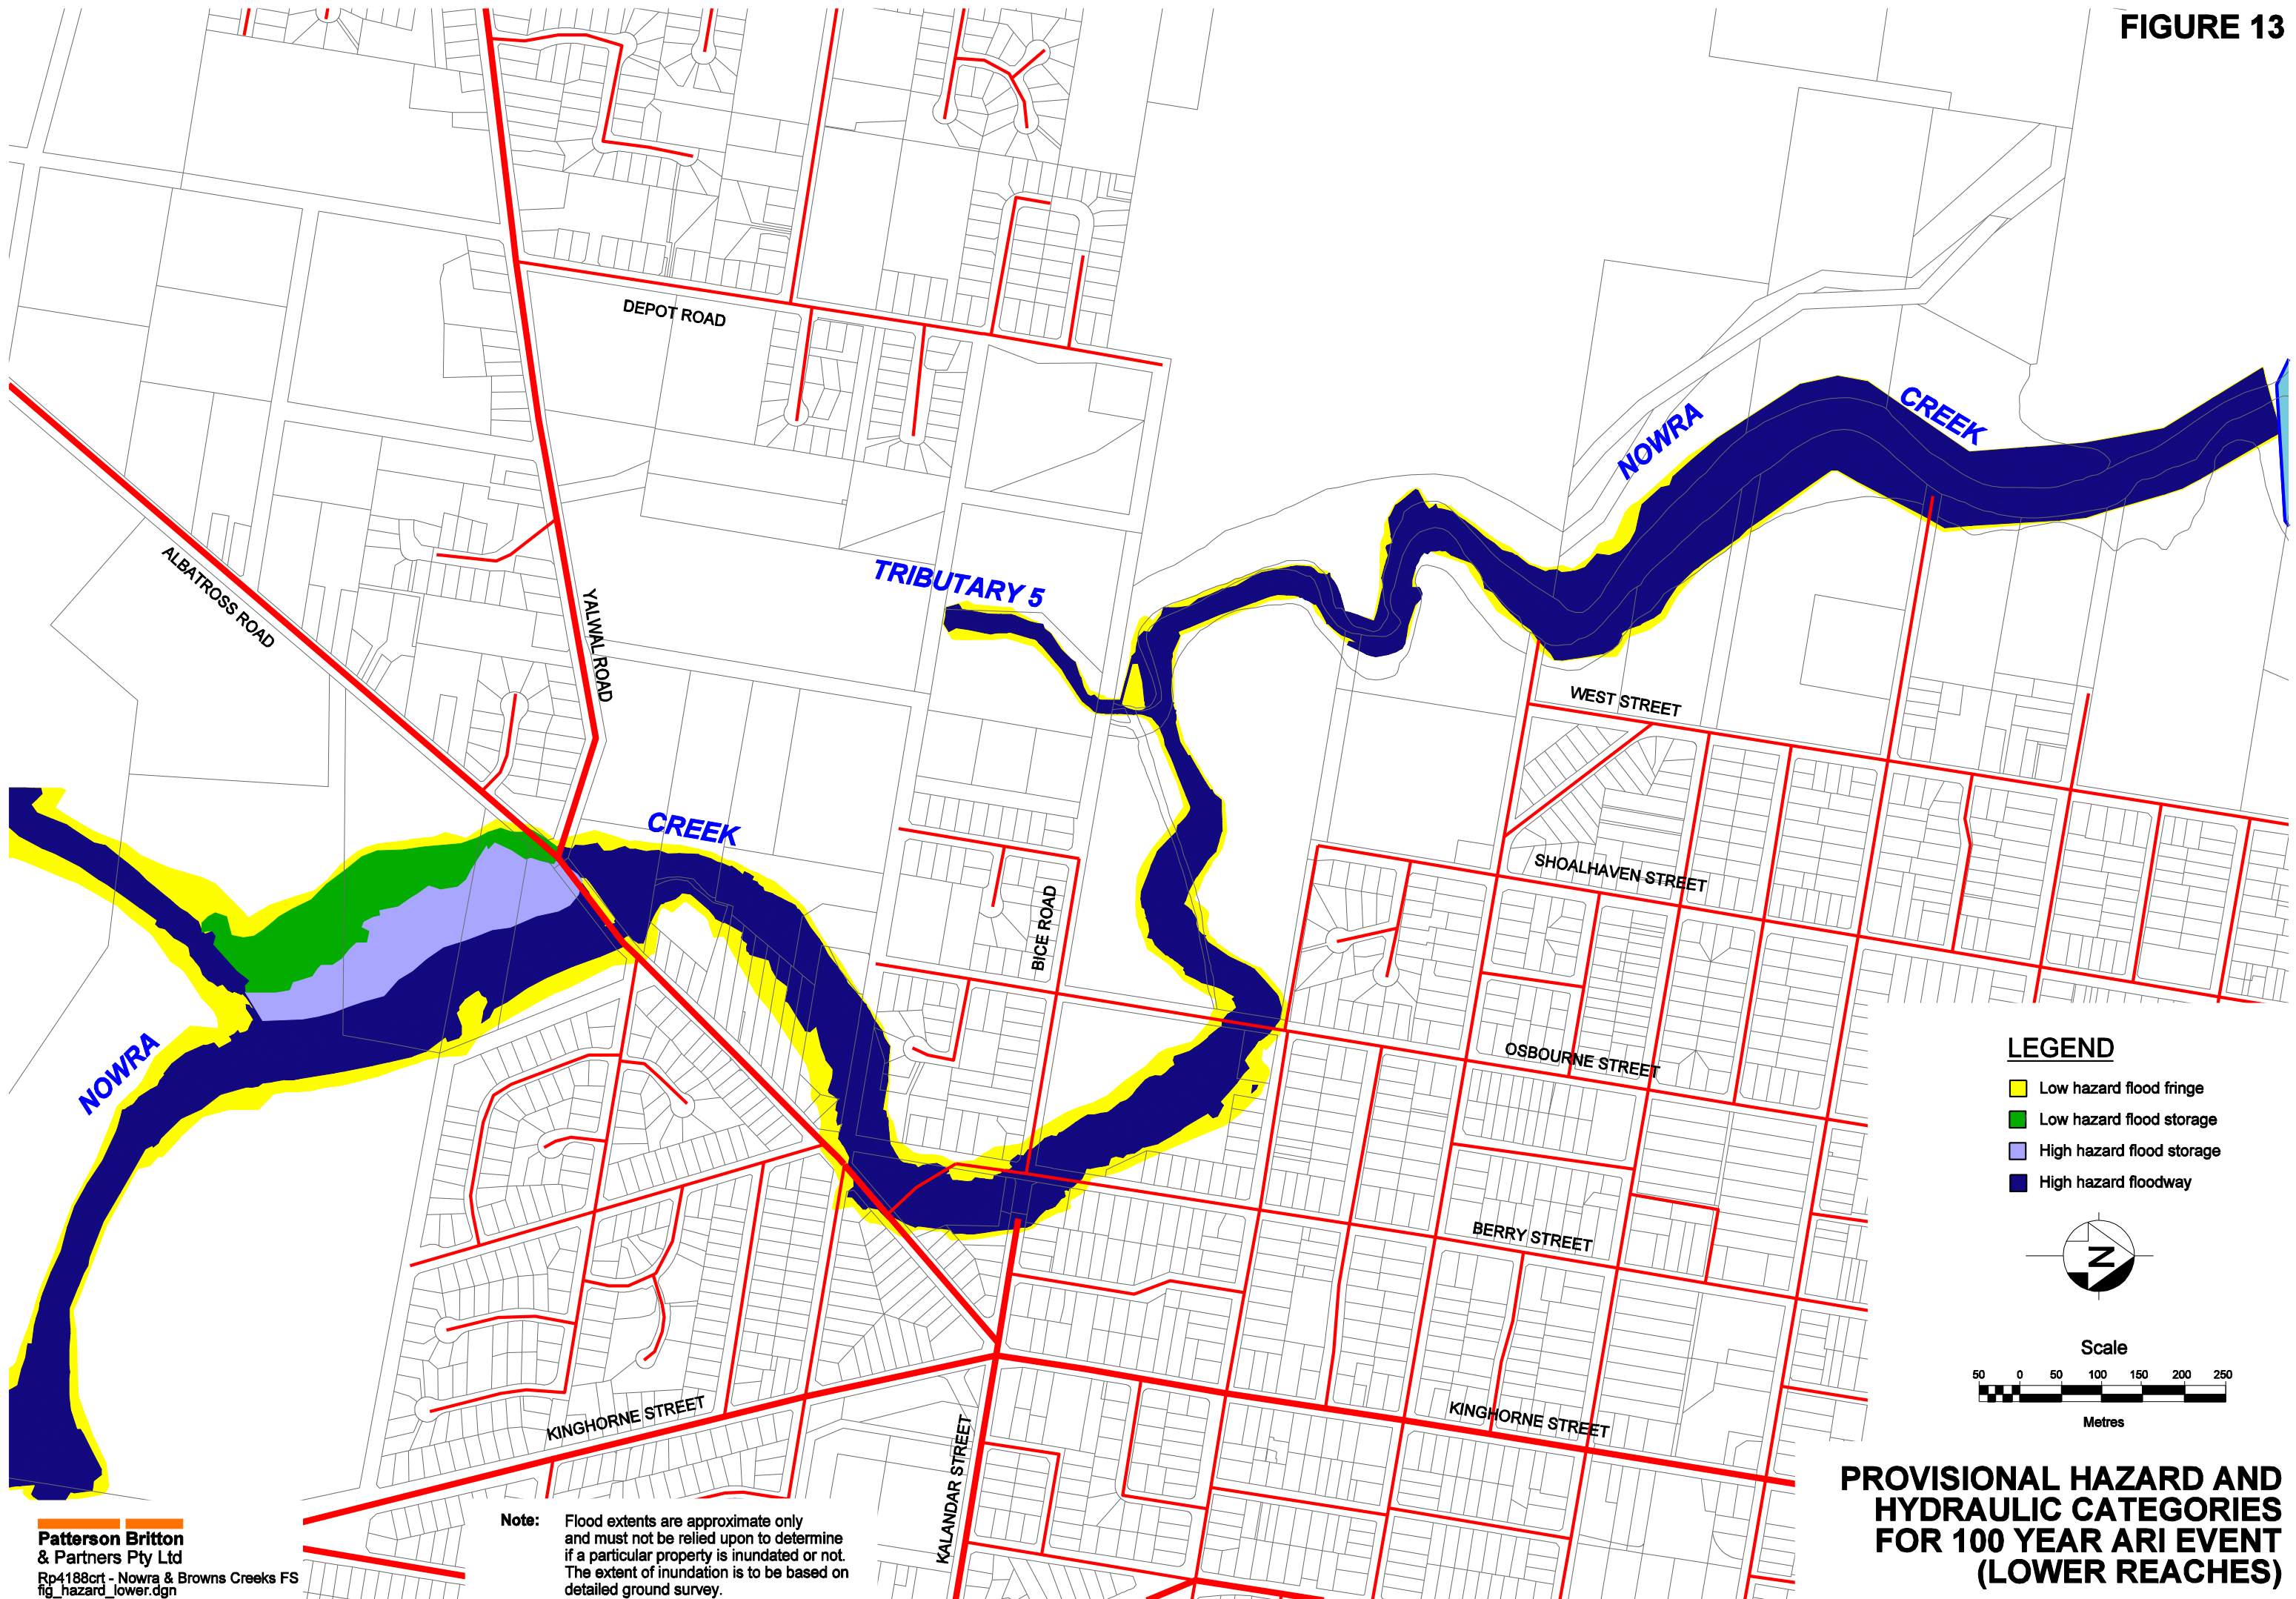 FIGURE 13
DEPOT ROAD
ALBATROSS ROAD
YALWAL ROAD
TRIBUTARY 5
NOWRA
CREEK
WEST STREET
CREEK
SHOALHAVEN STREET
BICE ROAD
NOWRA
OSBOURNE STREET
BERRY STREET
KINGHORNE STREET
KINGHORNE STREET
KALANDAR STREET
LEGEND
Low hazard flood fringe
Low hazard flood storage
High hazard flood storage
High hazard floodway
N
Scale
50 0 50 100 150 200 250
Metres
PROVISIONAL HAZARD AND
HYDRAULIC CATEGORIES
FOR 100 YEAR ARI EVENT
(LOWER REACHES)
Patterson Britton
& Partners Pty Ltd
Rp4188crt - Nowra & Browns Creeks FS
fig_hazard_lower.dgn
Note: Flood extents are approximate only
and must not be relied upon to determine
if a particular property is inundated or not.
The extent of inundation is to be based on
detailed ground survey.